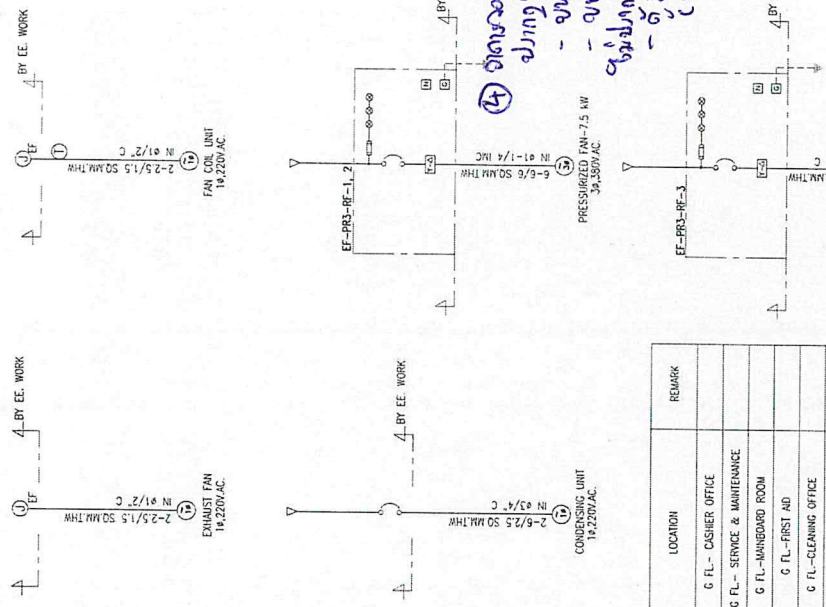 BY EE. WORK
J EF
2-2.5/1.5 SQ.MM.THW
IN ø1/2" C
EXHAUST FAN
1ø,220V.AC.
BY EE. WORK
J EF
T
2-2.5/1.5 SQ.MM.THW
IN ø1/2" C
FAN COIL UNIT
1ø,220V.AC.
BY EE. WORK
2-6/2.5 SQ.MM.THW
IN ø3/4" C
CONDENSING UNIT
1ø,220V.AC.
BY
EF-PR3-RF-1, 2
N
G
Y-Δ
6-6/6 SQ.MM.THW
IN ø1-1/4 IMC
PRESSURIZED FAN-7.5 kW
3ø,380V.AC.
4
BY
EF-PR3-RF-3
N
G
Y-Δ
MM.THW
LOCATION REMARK
G FL.- CASHIER OFFICE
G FL.- SERVICE & MAINTENANCE
G FL.-MAINBOARD ROOM
G FL.-FIRST AID
G FL.-CLEANING OFFICE